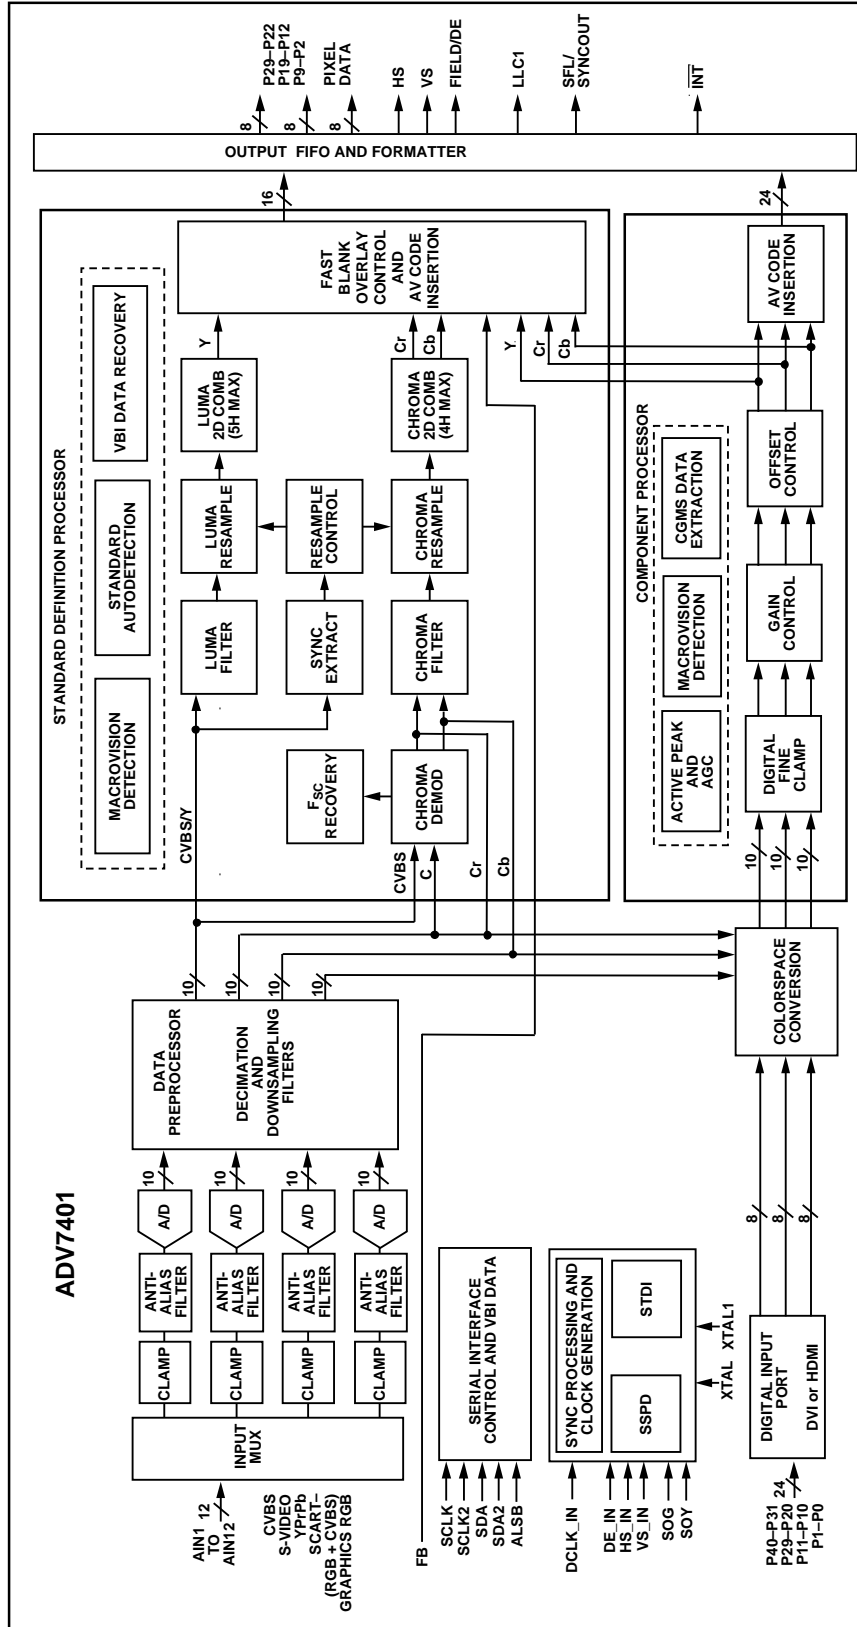 ADV7401
AIN1
TO
AIN12
12
CVBS
S-VIDEO
YPrPb
SCART–
(RGB + CVBS)
GRAPHICS RGB
INPUT
MUX
CLAMP
ANTI-
ALIAS
FILTER
A/D
10
CLAMP
ANTI-
ALIAS
FILTER
A/D
10
CLAMP
ANTI-
ALIAS
FILTER
A/D
10
CLAMP
ANTI-
ALIAS
FILTER
A/D
10
DATA
PREPROCESSOR
DECIMATION
AND
DOWNSAMPLING
FILTERS
10
10
10
10
FB
SCLK
SCLK2
SDA
SDA2
ALSB
SERIAL INTERFACE
CONTROL AND VBI DATA
DCLK_IN
DE_IN
HS_IN
VS_IN
SOG
SOY
SYNC PROCESSING AND
CLOCK GENERATION
SSPD
STDI
XTAL
XTAL1
P40–P31
P29–P20
P11–P10
P1–P0
24
DIGITAL INPUT
PORT
DVI or HDMI
8
8
8
COLORSPACE
CONVERSION
10
10
10
STANDARD DEFINITION PROCESSOR
MACROVISION
DETECTION
STANDARD
AUTODETECTION
VBI DATA RECOVERY
CVBS/Y
LUMA
FILTER
LUMA
RESAMPLE
LUMA
2D COMB
(5H MAX)
Y
SYNC
EXTRACT
RESAMPLE
CONTROL
FSC
RECOVERY
CVBS
C
CHROMA
DEMOD
CHROMA
FILTER
CHROMA
RESAMPLE
CHROMA
2D COMB
(4H MAX)
Cr
Cb
Cr
Cb
Y
Cr
Cb
FAST
BLANK
OVERLAY
CONTROL
AND
AV CODE
INSERTION
16
COMPONENT PROCESSOR
ACTIVE PEAK
AND
AGC
MACROVISION
DETECTION
CGMS DATA
EXTRACTION
DIGITAL
FINE
CLAMP
GAIN
CONTROL
OFFSET
CONTROL
AV CODE
INSERTION
24
OUTPUT FIFO AND FORMATTER
8
8
8
P29–P22
P19–P12
P9–P2
PIXEL
DATA
HS
VS
FIELD/DE
LLC1
SFL/
SYNCOUT
INT